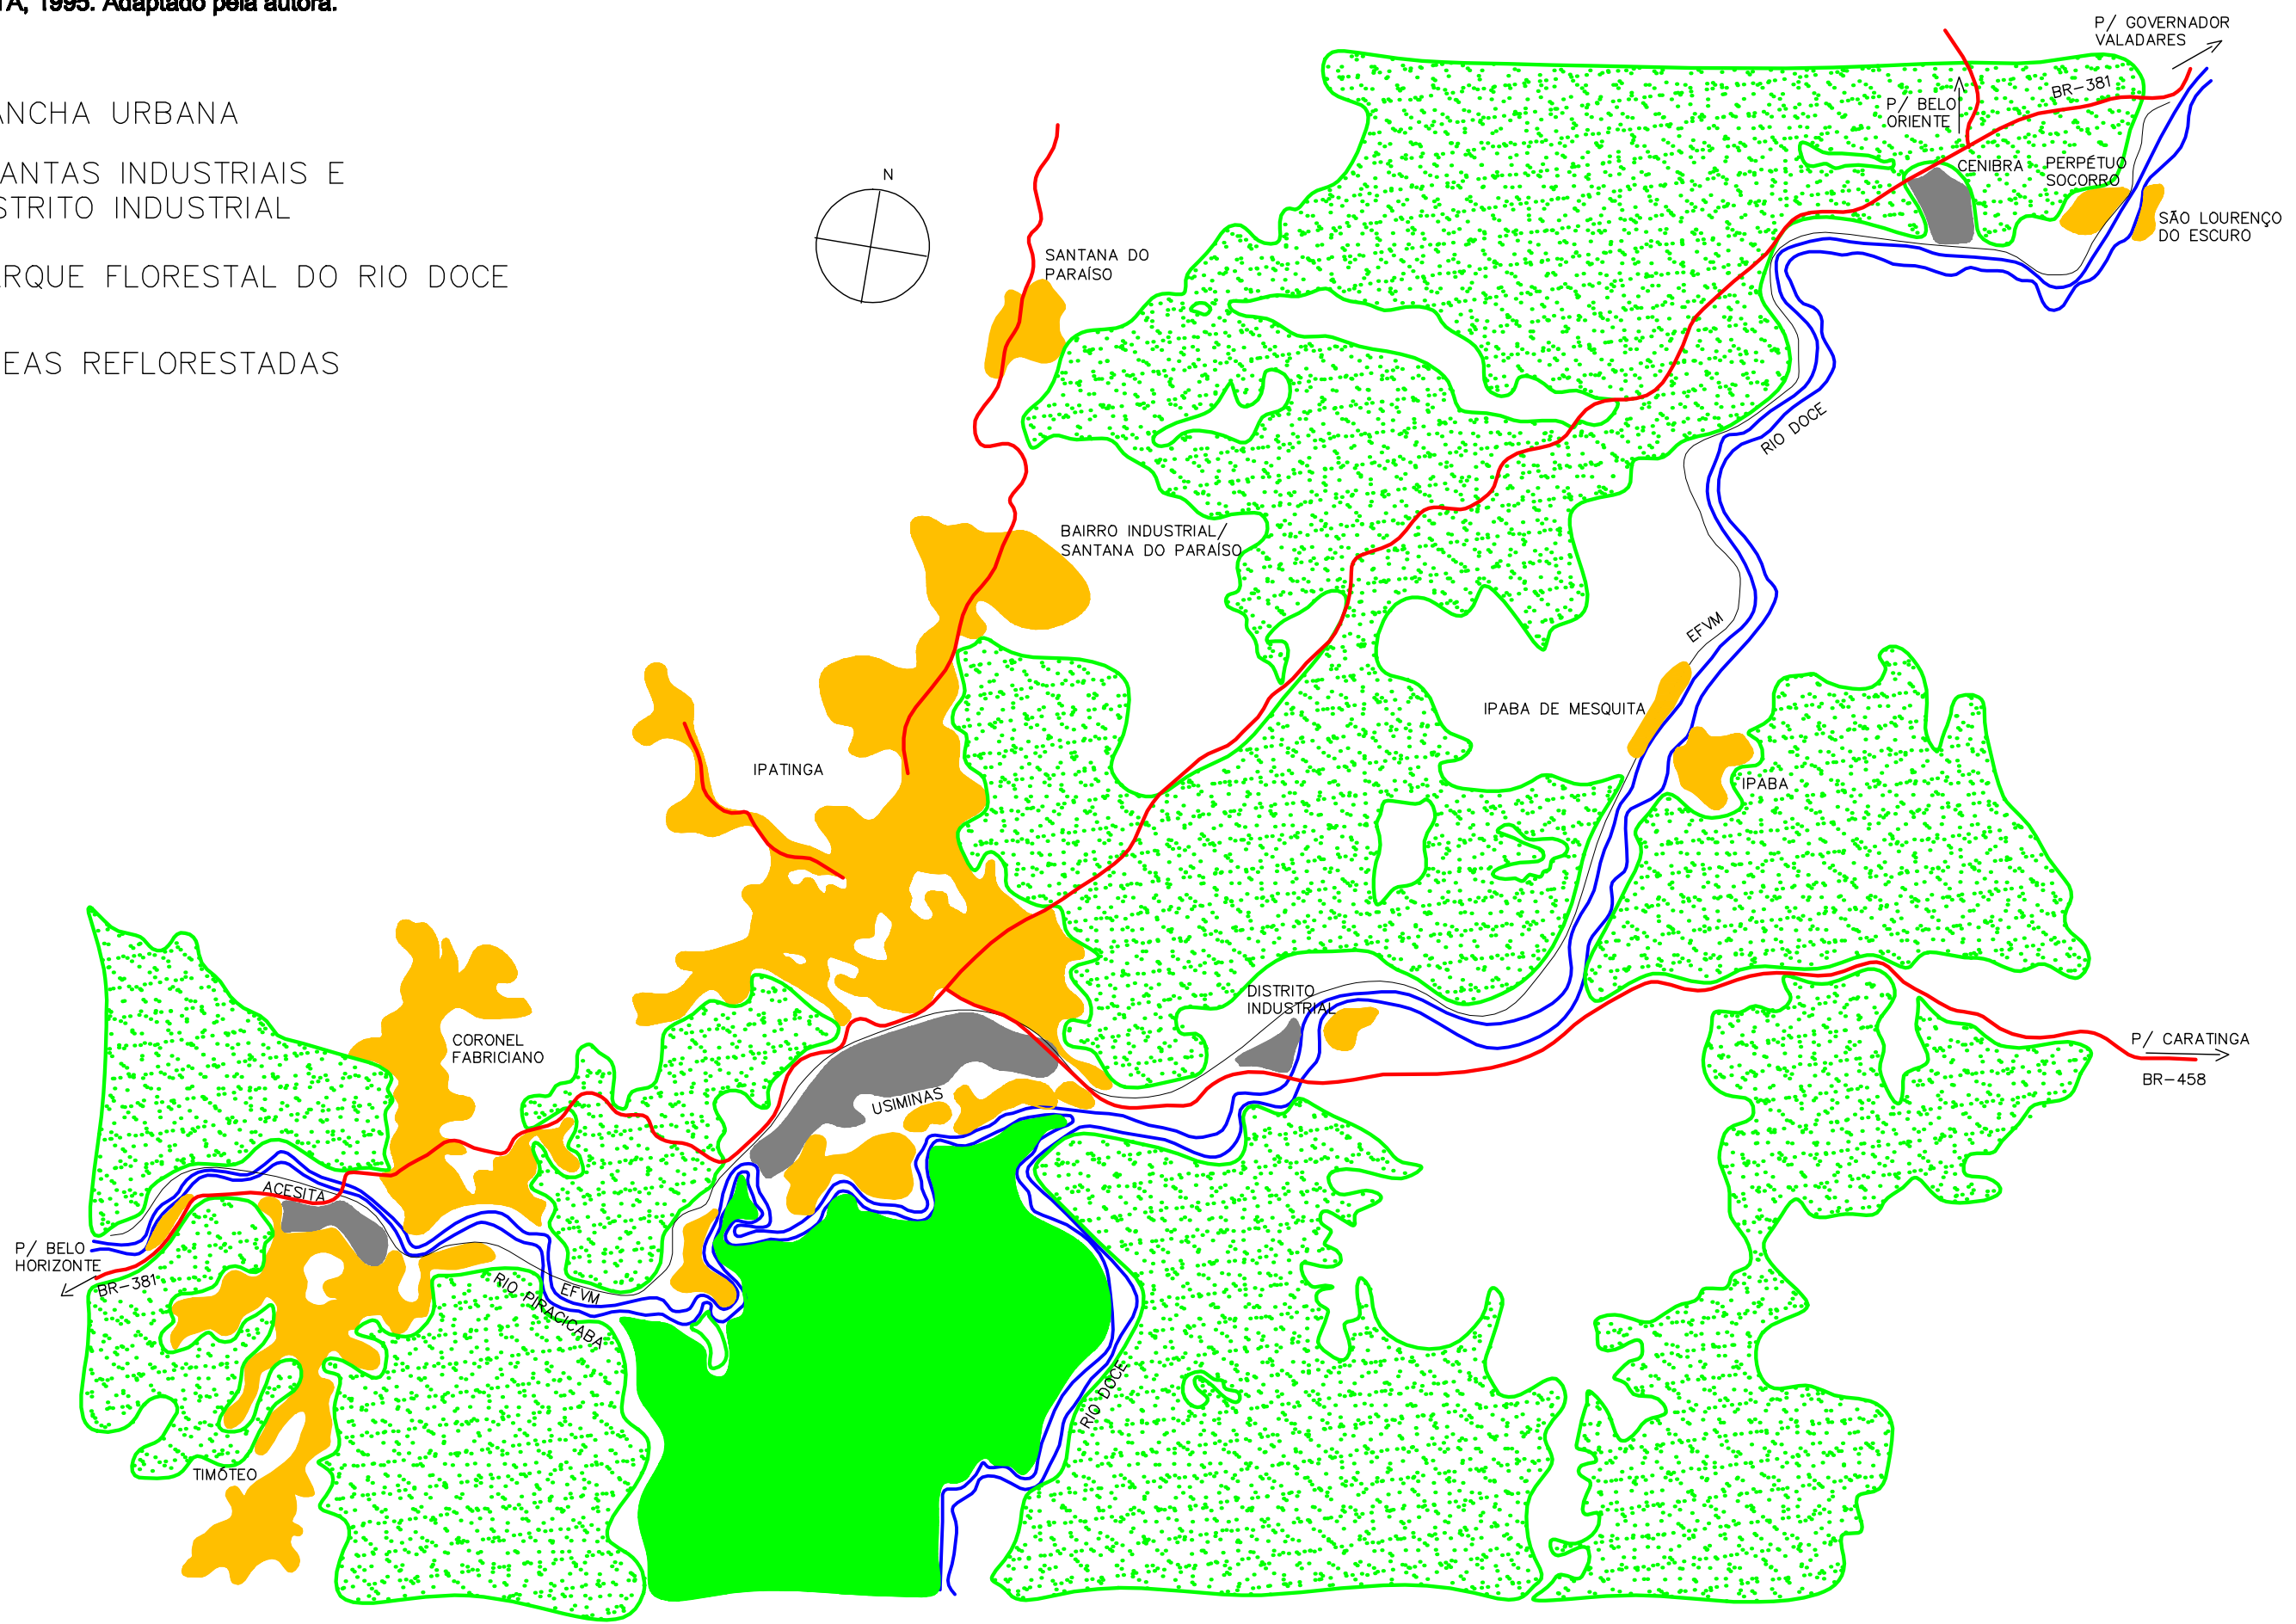 TA, 1995. Adaptado pela autora.
ANCHA URBANA
ANTAS INDUSTRIAIS E
STRITO INDUSTRIAL
RQUE FLORESTAL DO RIO DOCE
EAS REFLORESTADAS
N
P/ GOVERNADOR
VALADARES
BR-381
P/ BELO
ORIENTE
CENIBRA
PERPÉTUO
SOCORRO
SÃO LOURENÇO
DO ESCURO
SANTANA DO
PARAÍSO
RIO DOCE
BAIRRO INDUSTRIAL/
SANTANA DO PARAÍSO
EFVM
IPABA DE MESQUITA
IPATINGA
IPABA
DISTRITO
INDUSTRIAL
CORONEL
FABRICIANO
P/ CARATINGA
BR-458
USIMINAS
ACESITA
P/ BELO
HORIZONTE
BR-381
EFVM
RIO PIRACICABA
RIO DOCE
TIMÓTEO